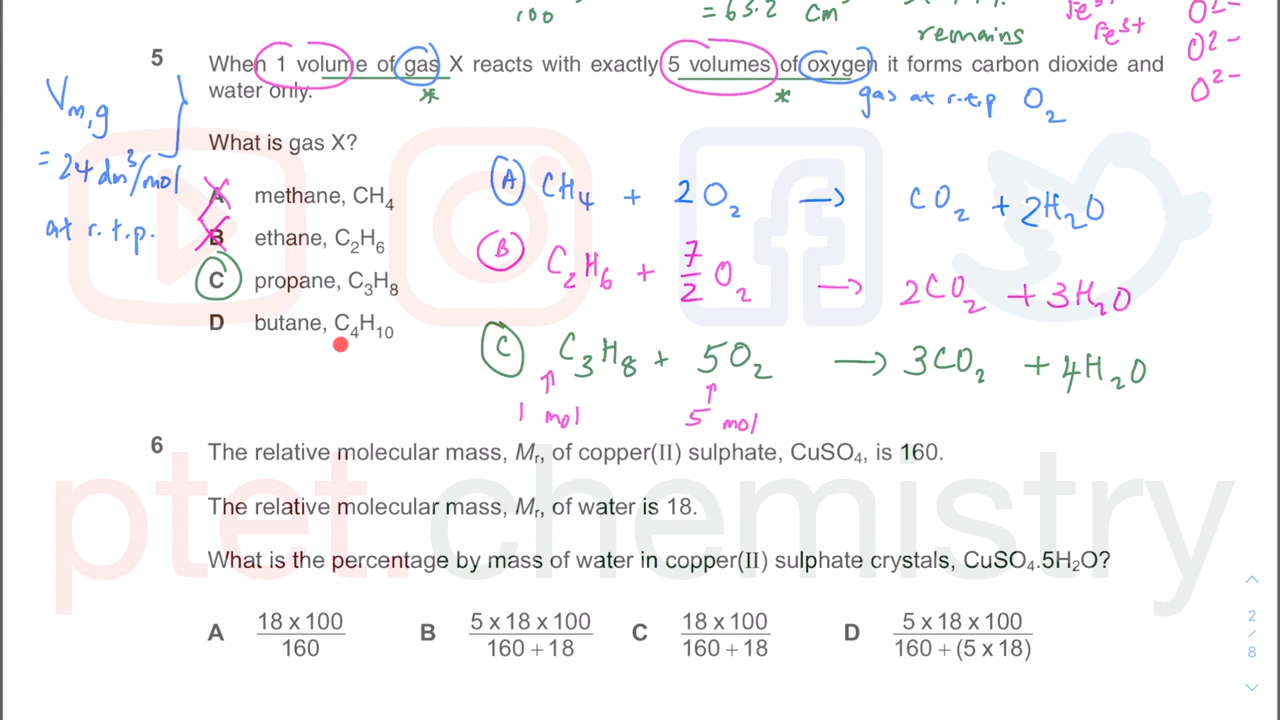 100
= 63.2 cm
remains
Fe³⁺
Fe³⁺
O²⁻
O²⁻
O²⁻
5 When 1 volume of gas X reacts with exactly 5 volumes of oxygen it forms carbon dioxide and
water only.
* * gas at r.t.p O₂
Vm,g
= 24 dm³/mol
at r.t.p.
What is gas X?
A methane, CH₄
B ethane, C₂H₆
C propane, C₃H₈
D butane, C₄H₁₀
A CH₄ + 2O₂ → CO₂ + 2H₂O
B C₂H₆ + 7/2 O₂ → 2CO₂ + 3H₂O
C C₃H₈ + 5O₂ → 3CO₂ + 4H₂O
1 mol 5 mol
6 The relative molecular mass, Mᵣ, of copper(II) sulphate, CuSO₄, is 160.
The relative molecular mass, Mᵣ, of water is 18.
What is the percentage by mass of water in copper(II) sulphate crystals, CuSO₄.5H₂O?
A 18 x 100 / 160 B 5 x 18 x 100 / 160 + 18 C 18 x 100 / 160 + 18 D 5 x 18 x 100 / 160 + (5 x 18)
ptet.chemistry
2
/
8